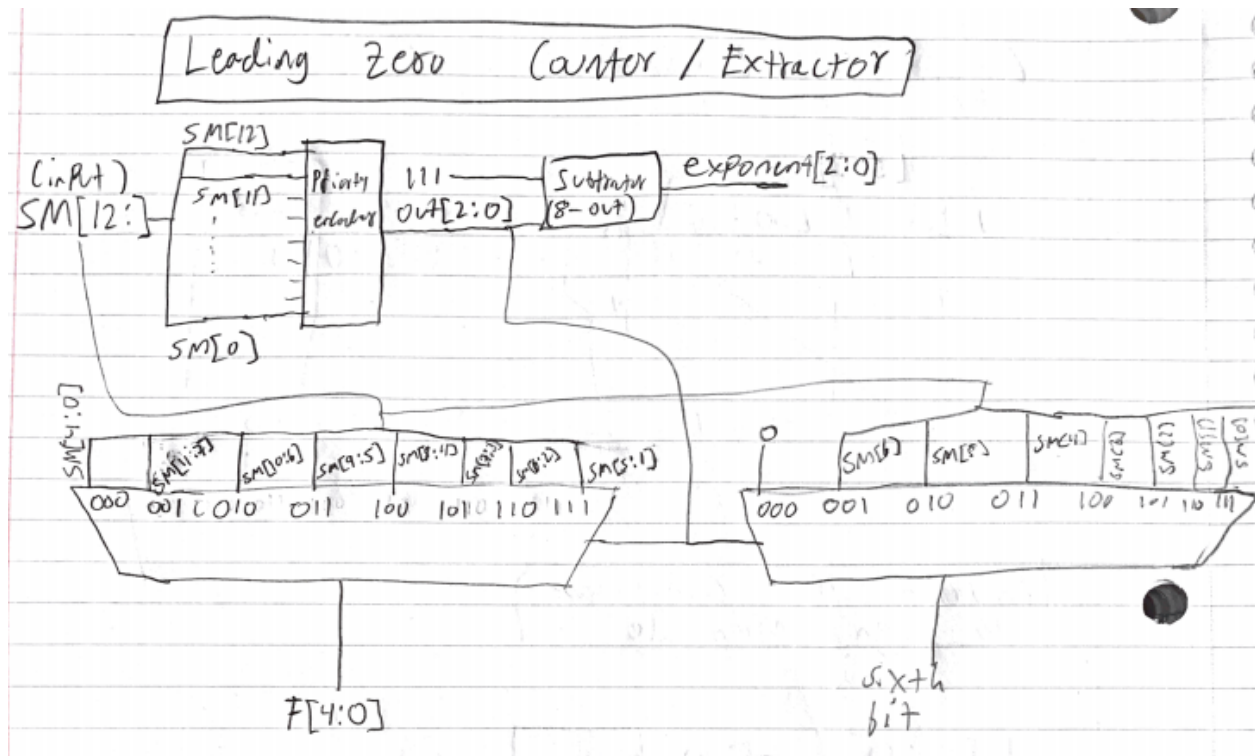 Leading Zero Counter / Extractor
SM[12]
(input)
SM[12:]
SM[11]
SM[0]
Priority
encoder
111
out[2:0]
Subtractor
(8-out)
exponent[2:0]
SM[4:0]
SM[11:7]
SM[10:6]
SM[9:5]
SM[8:4]
SM[5:1]
000 001 010 011 100 101 110 111
F[4:0]
0
SM[6]
SM[5]
SM[4]
SM[3]
SM[2]
SM[1]
SM[0]
000 001 010 011 100 101 110 111
sixth
bit